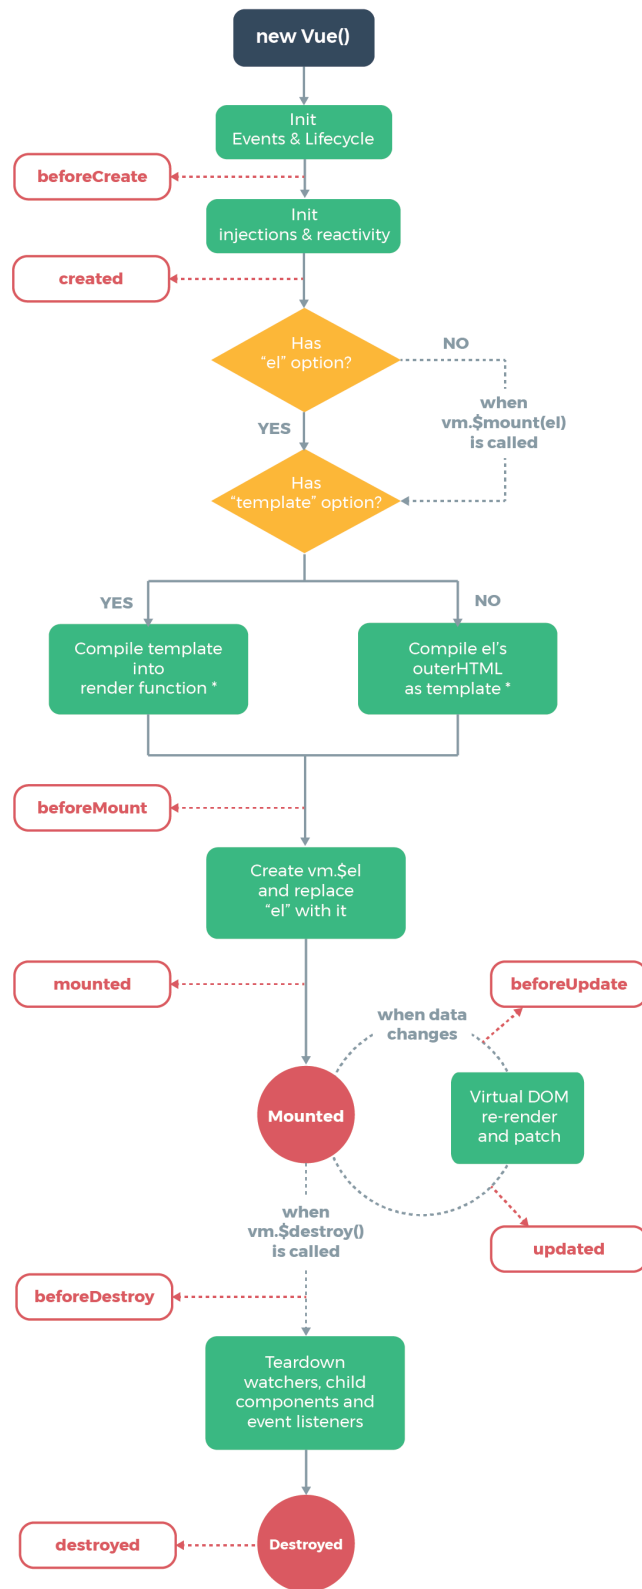 new Vue()
Init
Events & Lifecycle
beforeCreate
Init
injections & reactivity
created
Has
“el” option?
NO
when
vm.$mount(el)
is called
YES
Has
“template” option?
YES
NO
Compile template
into
render function *
Compile el’s
outerHTML
as template *
beforeMount
Create vm.$el
and replace
“el” with it
mounted
beforeUpdate
when data
changes
Mounted
Virtual DOM
re-render
and patch
when
vm.$destroy()
is called
updated
beforeDestroy
Teardown
watchers, child
components and
event listeners
destroyed
Destroyed